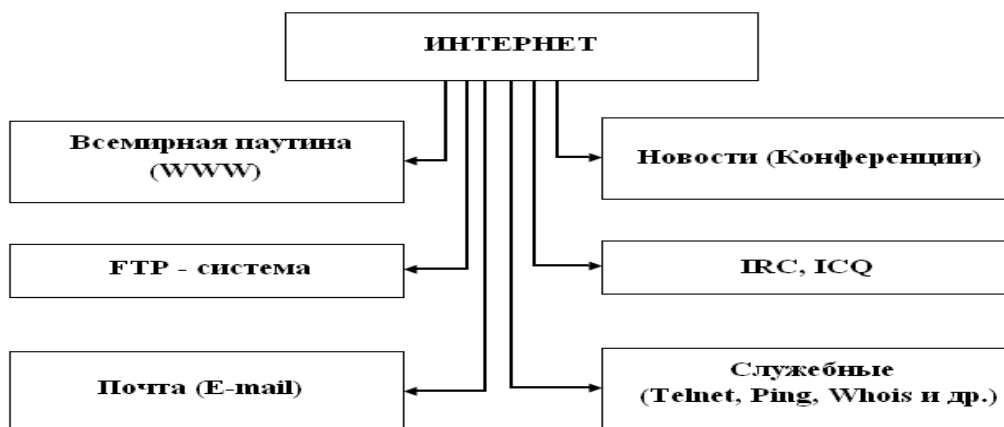 ИНТЕРНЕТ
Всемирная паутина
(WWW)
FTP - система
Почта (E-mail)
Новости (Конференции)
IRC, ICQ
Служебные
(Telnet, Ping, Whois и др.)